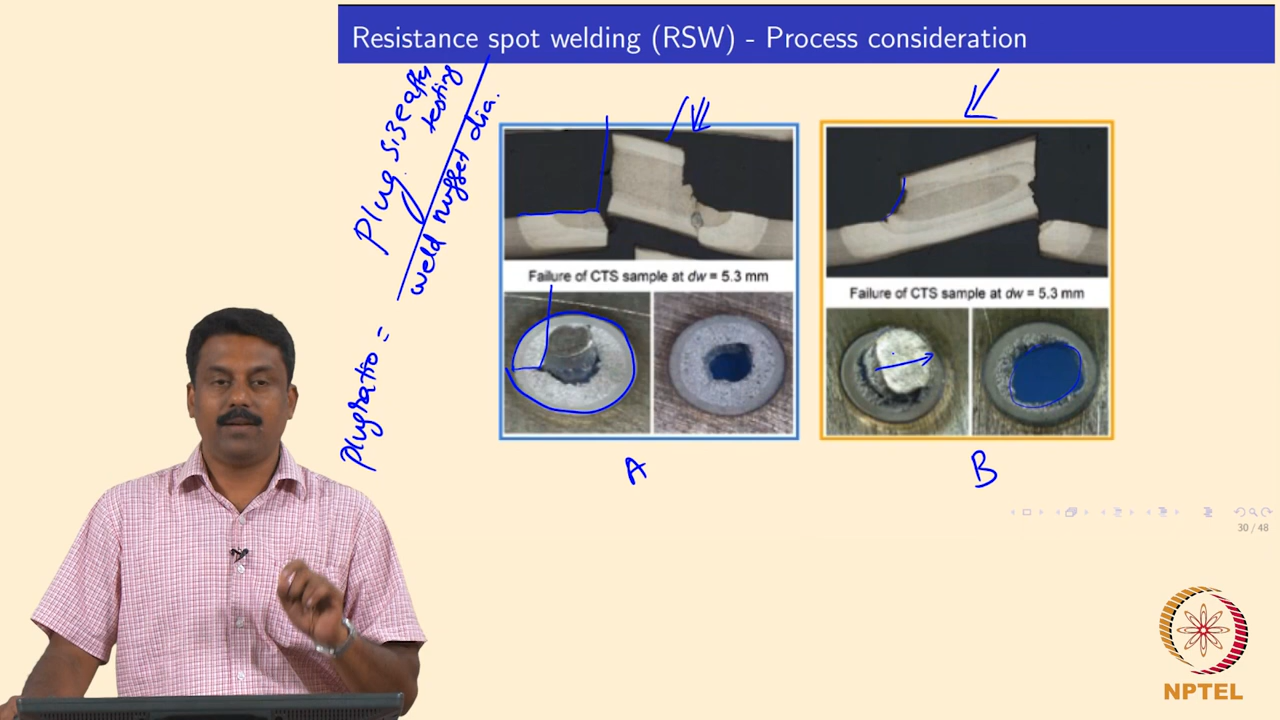 Resistance spot welding (RSW) - Process consideration
Plug ratio =
Plug size after
testing
weld nugget dia.
Failure of CTS sample at dw = 5.3 mm
Failure of CTS sample at dw = 5.3 mm
A
B
30 / 48
NPTEL